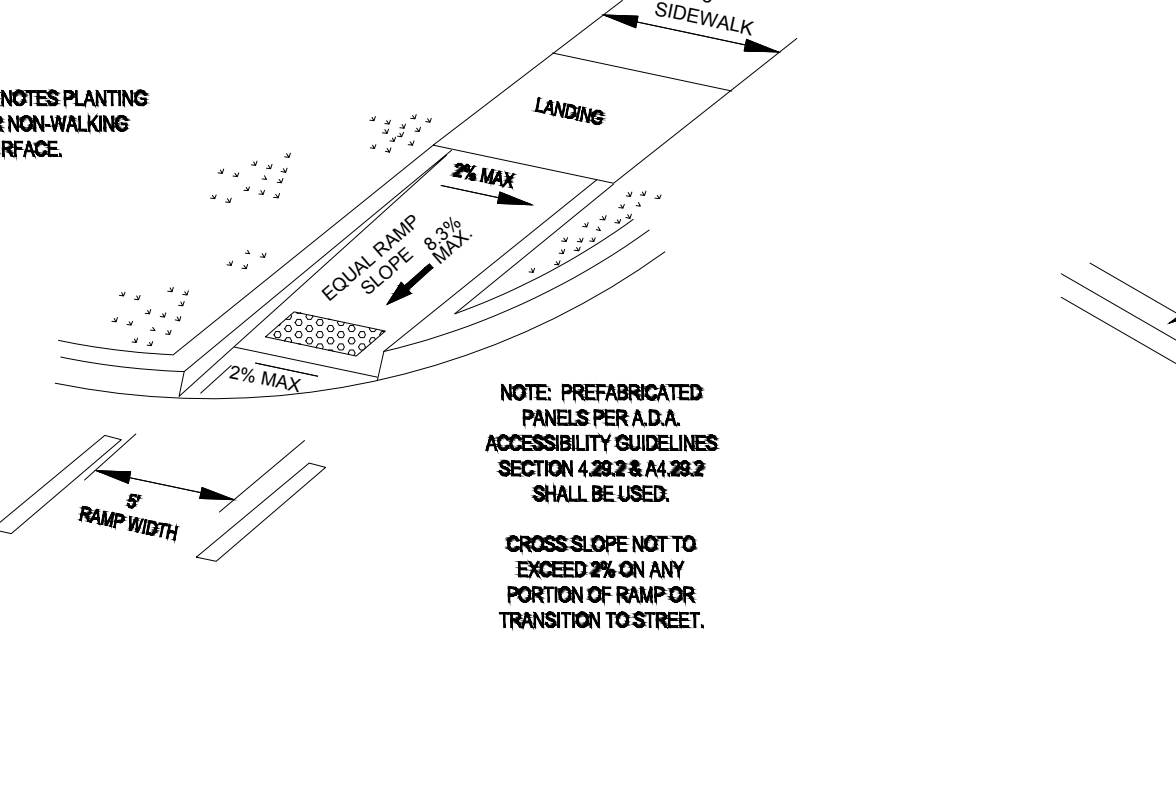 SIDEWALK
NOTES PLANTING
NON-WALKING
RFACE.
LANDING
2% MAX
EQUAL RAMP
SLOPE
8.3%
MAX.
2% MAX
5'
RAMP WIDTH
NOTE: PREFABRICATED
PANELS PER A.D.A.
ACCESSIBILITY GUIDELINES
SECTION 4.29.2 & A4.29.2
SHALL BE USED.
CROSS SLOPE NOT TO
EXCEED 2% ON ANY
PORTION OF RAMP OR
TRANSITION TO STREET.